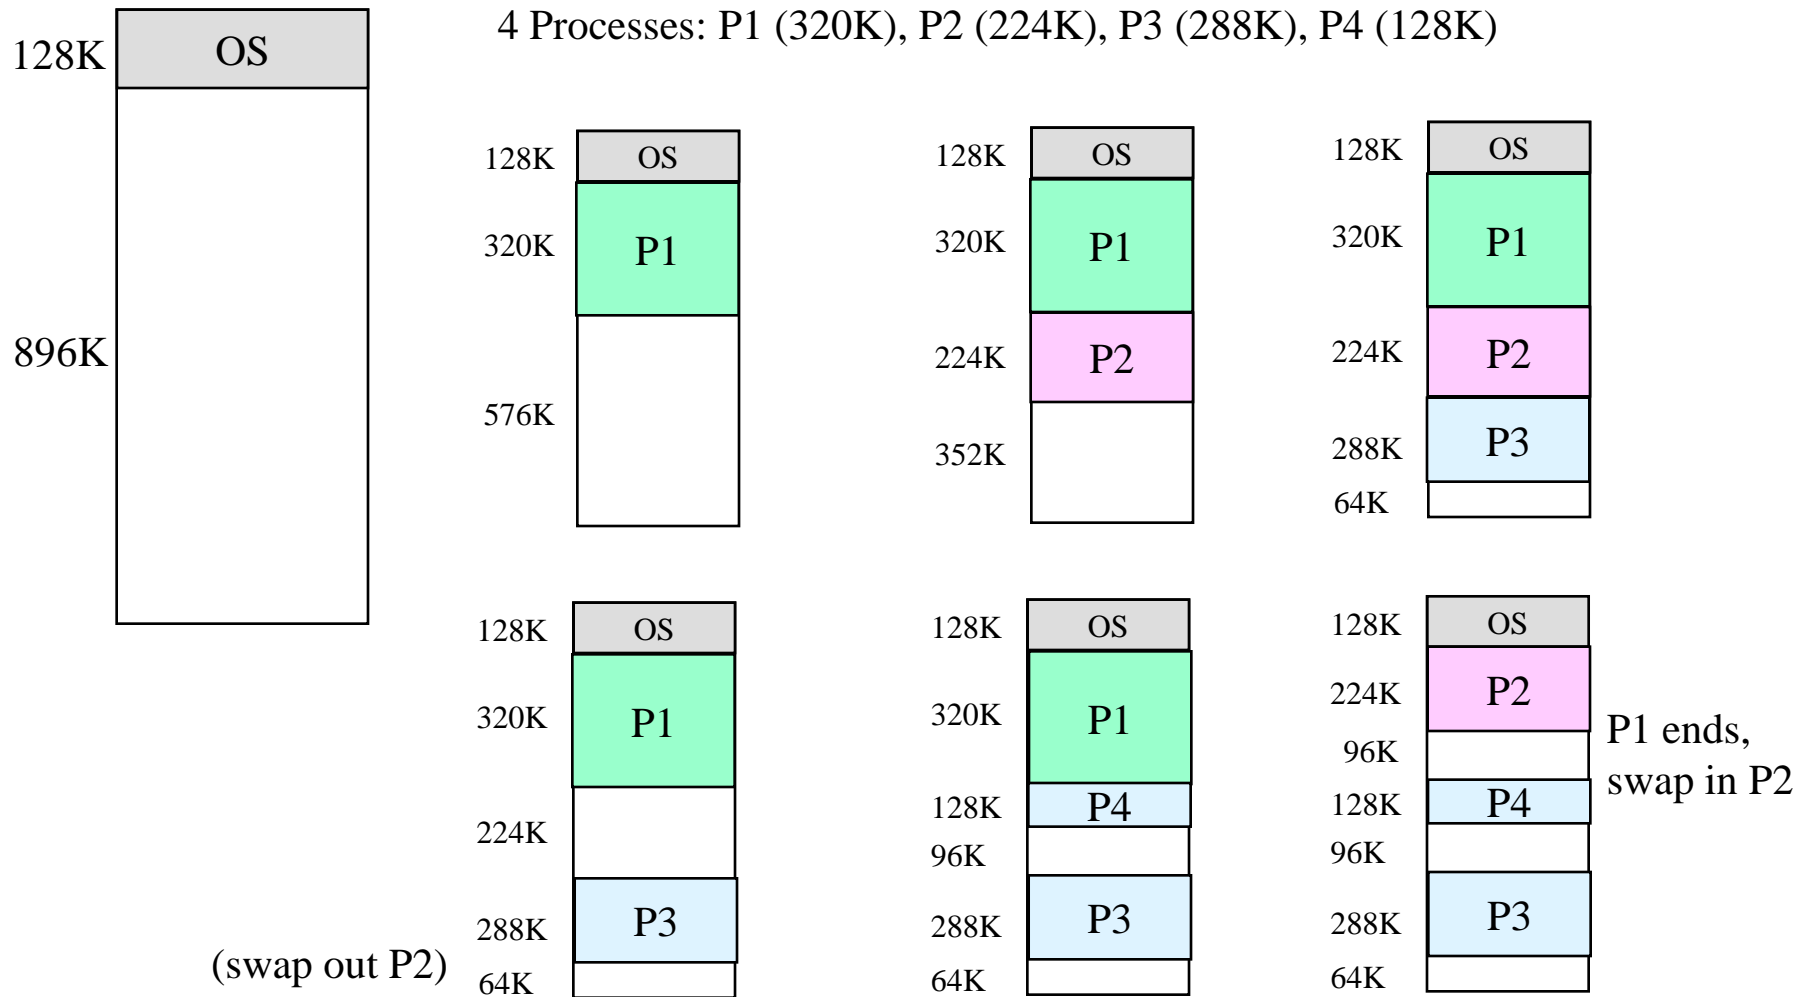 4 Processes: P1 (320K), P2 (224K), P3 (288K), P4 (128K)
128K OS
896K
128K OS
320K P1
576K
128K OS
320K P1
224K P2
352K
128K OS
320K P1
224K P2
288K P3
64K
128K OS
320K P1
224K
288K P3
64K
(swap out P2)
128K OS
320K P1
128K P4
96K
288K P3
64K
128K OS
224K P2
96K
128K P4
96K
288K P3
64K
P1 ends,
swap in P2